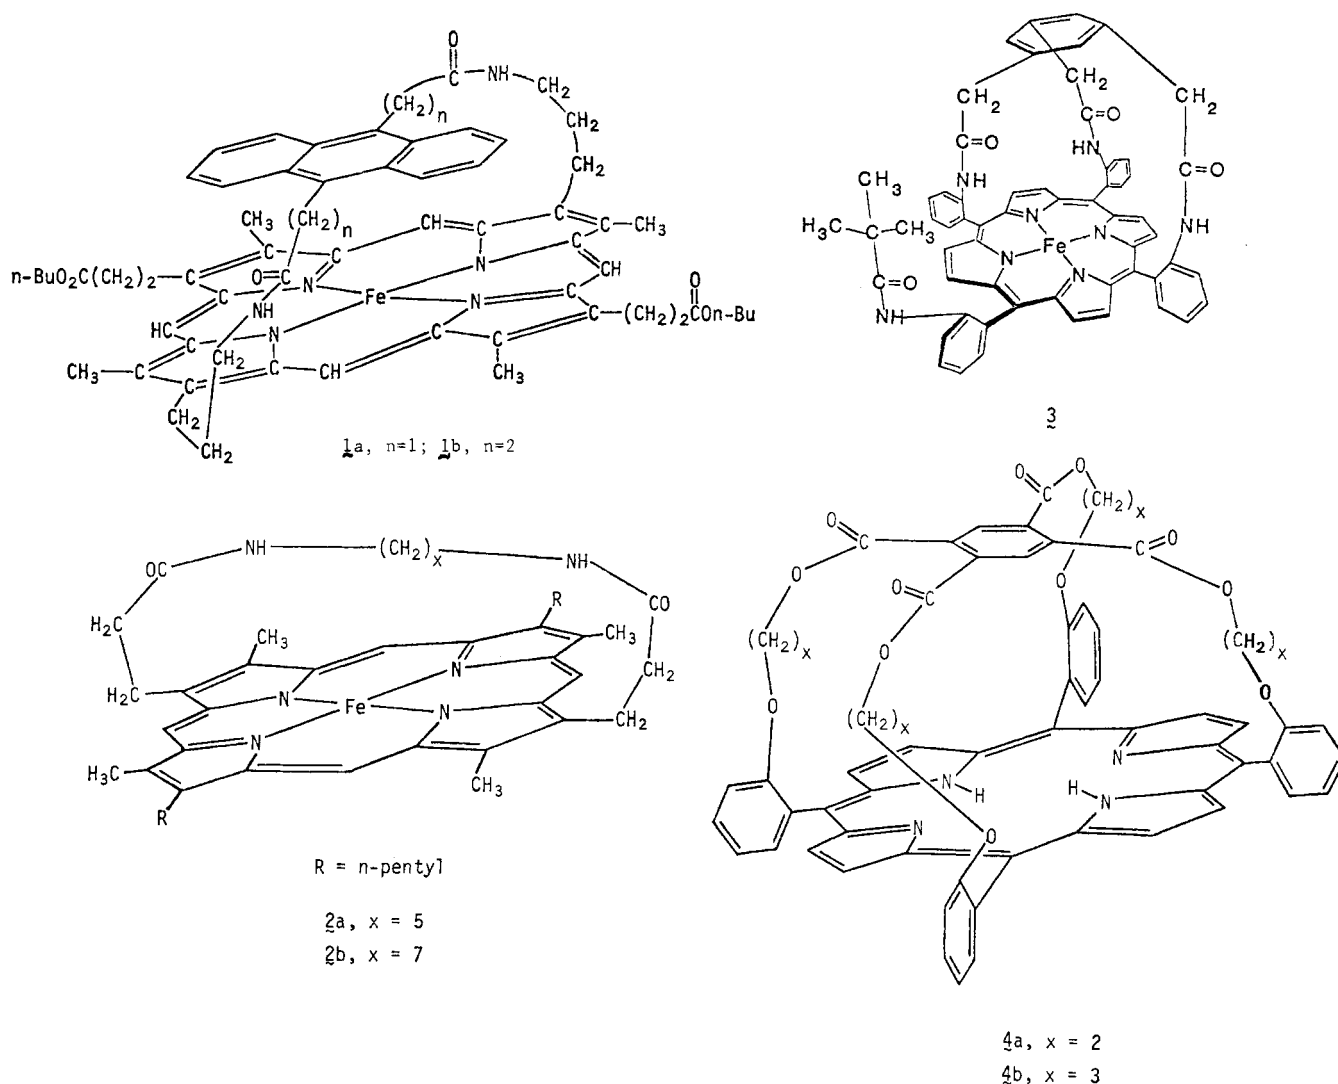 O
C NH CH2
(CH2)n
CH2
CH2
CH3
(CH2)n
CH
C
C
C
C
CH3
n-BuO2C(CH2)2
C
C
C
O=C
N
N
C
C
CH
NH
Fe
N
C
O
HC
C
N
C
C
(CH2)2COn-Bu
CH2
C
CH3
C
C
C
CH
CH3
CH2
CH2
1a, n=1; 1b, n=2
CH2
CH2
CH2
C=O
C=O
HN
C=O
NH
CH3
NH
CH3
C
CH3
N
N
Fe
N
N
C=O
NH
3
NH
(CH2)x
NH
OC
CO
R
H2C
CH3
CH3
CH2
H2C
N
N
Fe
N
N
CH2
H3C
CH3
R
R = n-pentyl
2a, x = 5
2b, x = 7
O
O
C
(CH2)x
O
C
C
O
O
O
C
O
O
(CH2)x
O
(CH2)x
O
O
O
(CH2)x
N
N
H
H
N
N
O
4a, x = 2
4b, x = 3